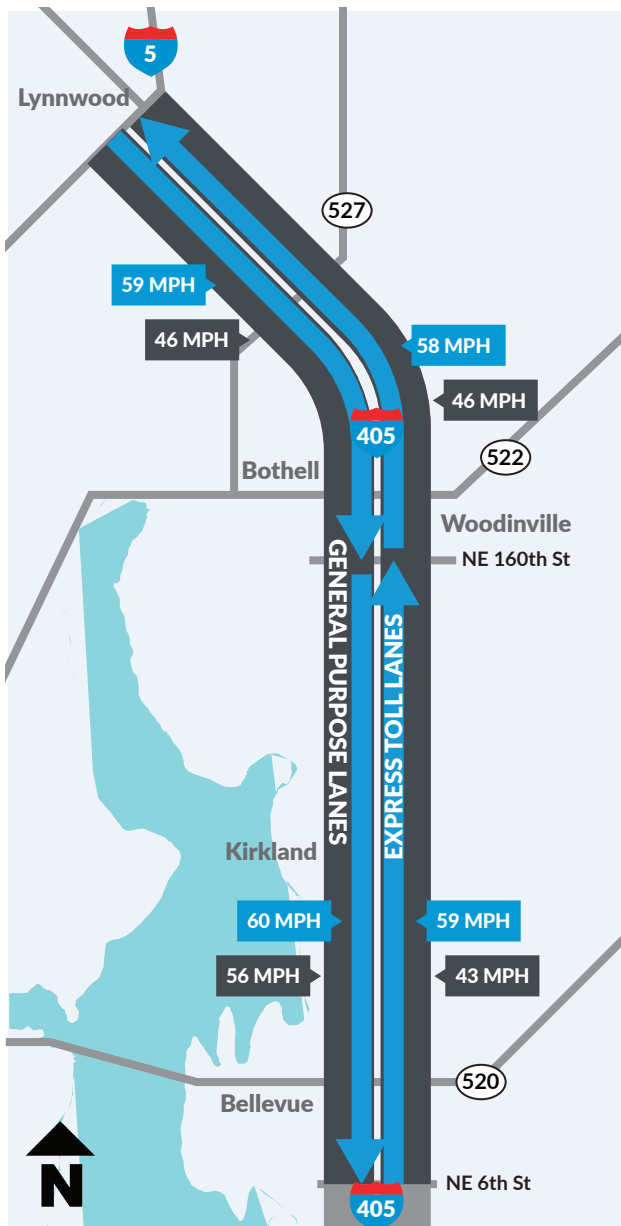 5
Lynnwood
527
59 MPH
46 MPH
58 MPH
46 MPH
405
522
Bothell
Woodinville
NE 160th St
GENERAL PURPOSE LANES
EXPRESS TOLL LANES
Kirkland
60 MPH
59 MPH
56 MPH
43 MPH
520
Bellevue
N
NE 6th St
405